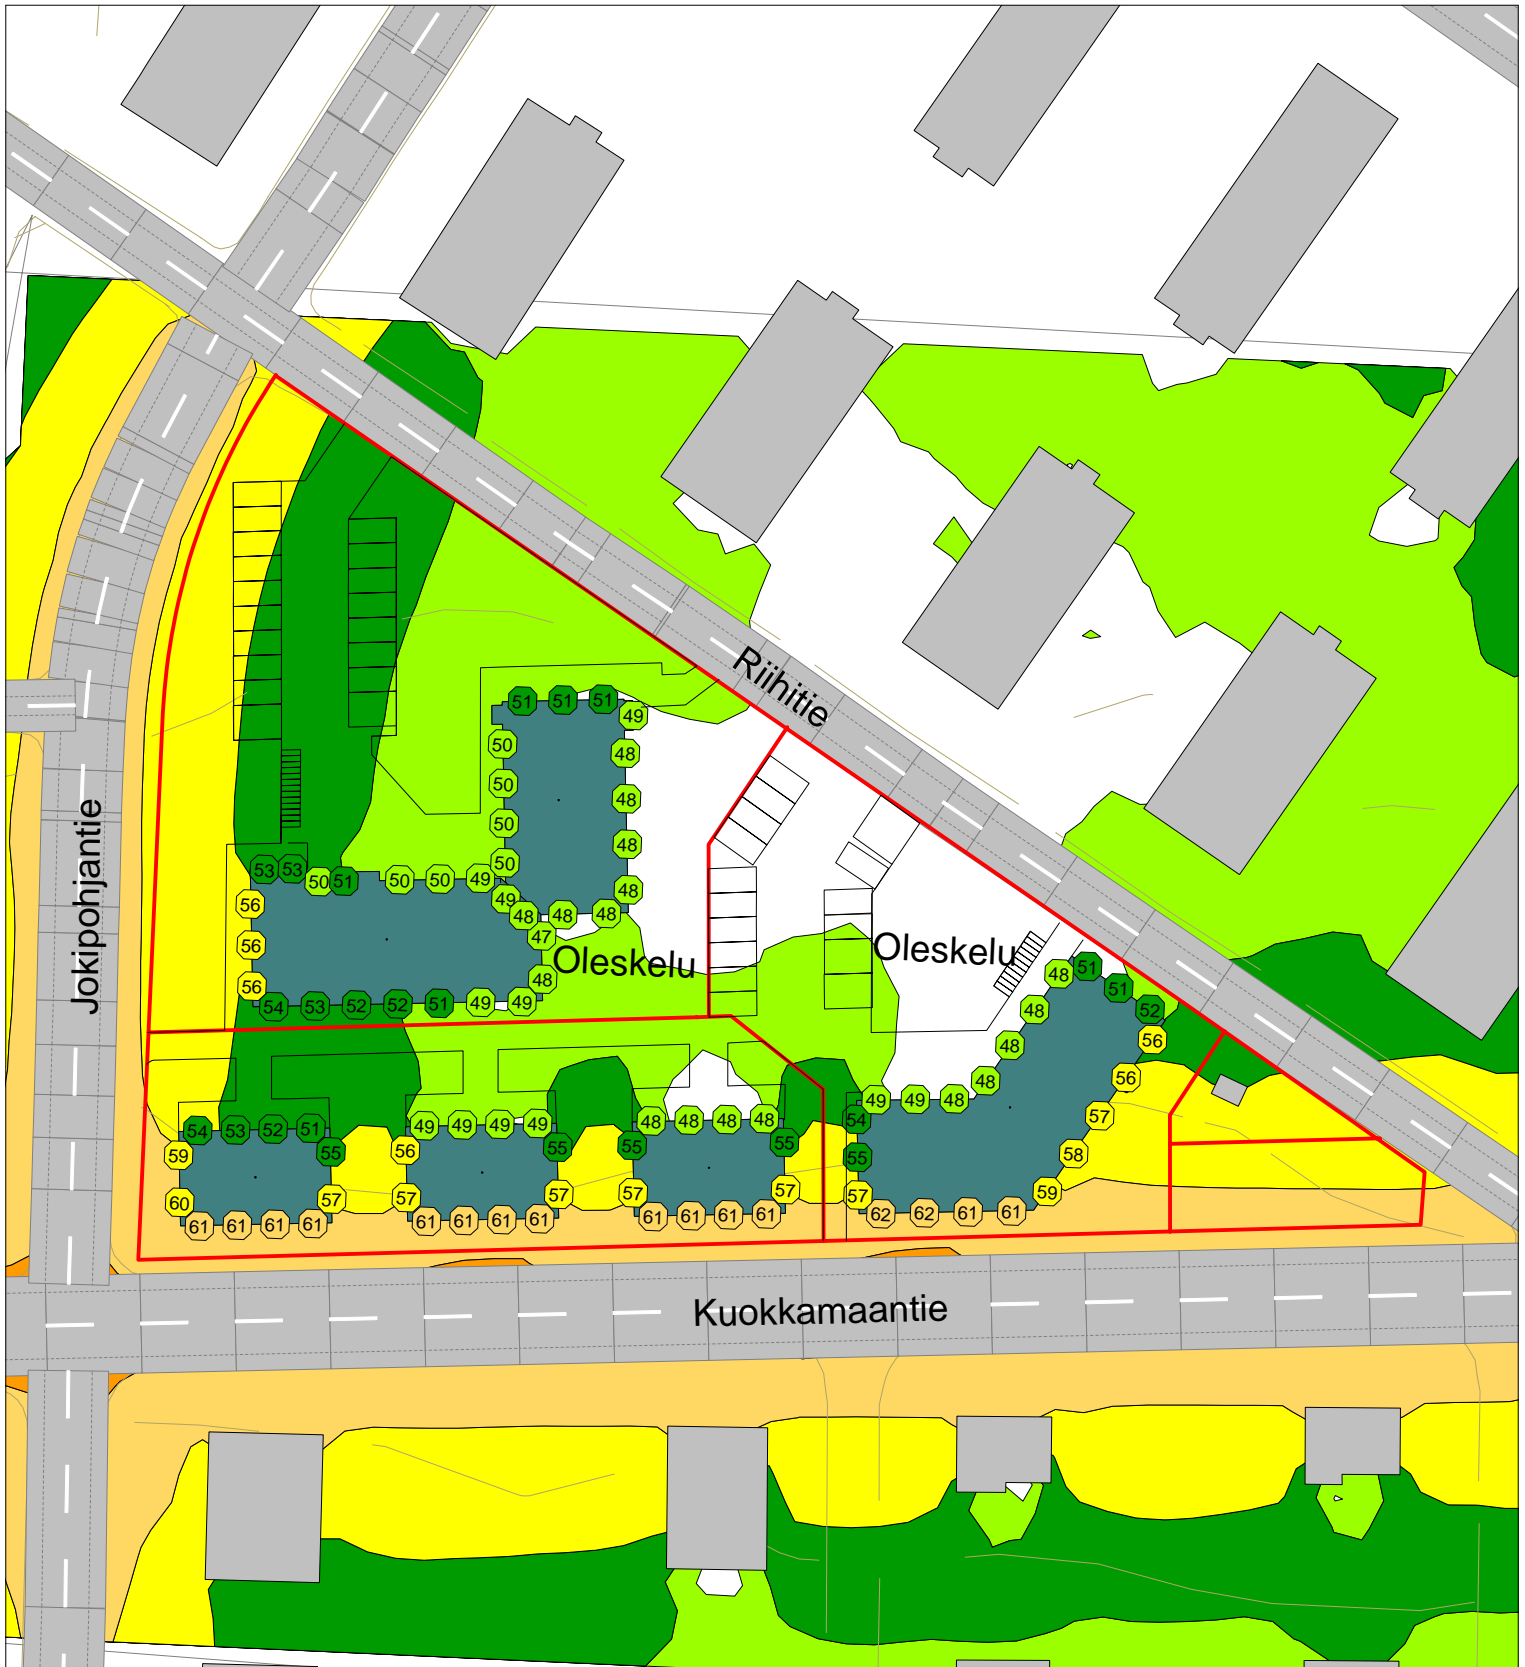 Riihitie
51 51 51 49
50 48
50 48
50 48
50 48
53 53 50 51 50 50 49 49 48 48 48
56 47
56 48
56 54 53 52 52 51 49 49
Oleskelu
Oleskelu
Jokipohjantie
48 51 51 52
48 56
48 56
48 57
49 49 48 58
54 59
55
57 62 62 61 61
54 53 52 51
59 55
60 57
61 61 61 61
49 49 49 49
56 55
57 57
61 61 61 61
48 48 48 48
55 55
57 57
61 61 61 61
Kuokkamaantie